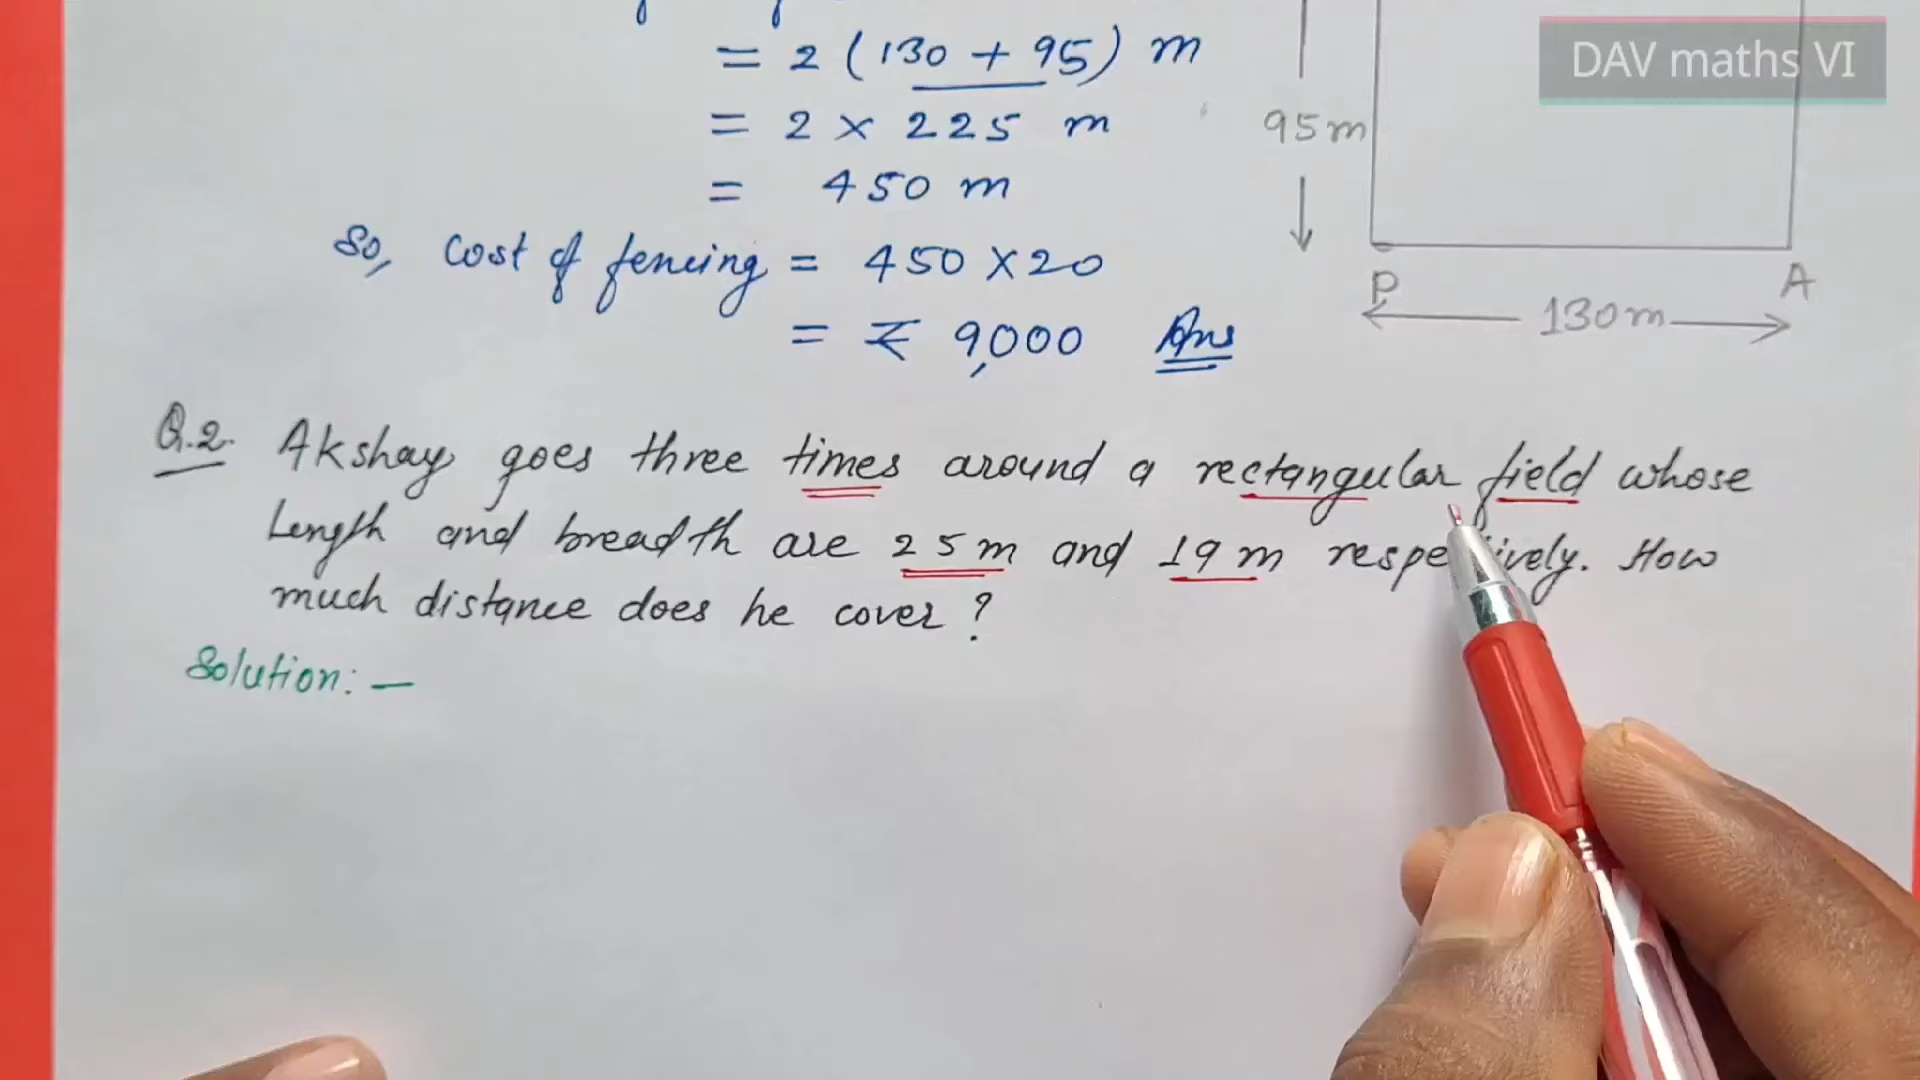 = 2 (130 + 95) m
DAV maths VI
= 2 × 225 m
95m
= 450 m
So, Cost of fencing = 450 × 20
P
A
130m
= ₹ 9,000 Ans
Q.2. Akshay goes three times around a rectangular field whose
Length and breadth are 25m and 19m respectively. How
much distance does he cover?
Solution:-